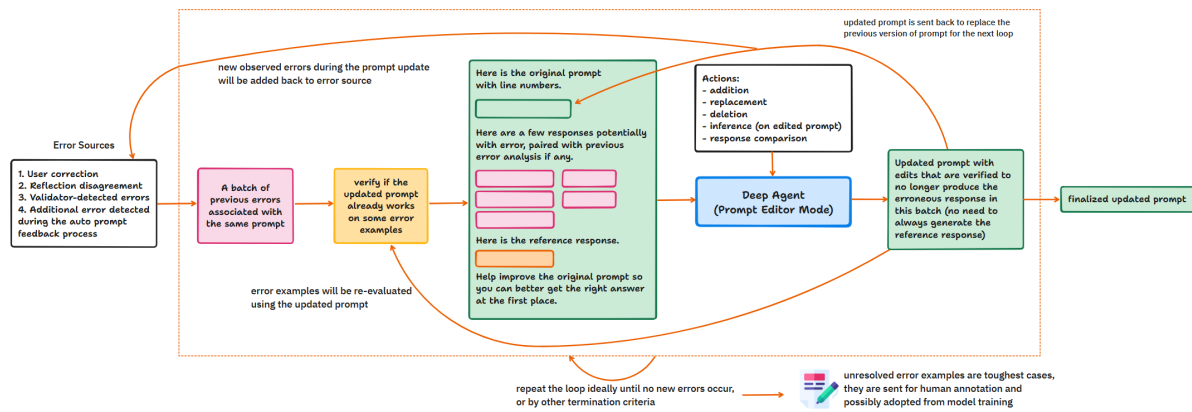 updated prompt is sent back to replace the
previous version of prompt for the next loop
new observed errors during the prompt update
will be added back to error source
Error Sources
1. User correction
2. Reflection disagreement
3. Validator-detected errors
4. Additional error detected
during the auto prompt
feedback process
A batch of
previous errors
associated with
the same prompt
verify if the
updated prompt
already works
on some error
examples
Here is the original prompt
with line numbers.
Here are a few responses potentially
with error, paired with previous
error analysis if any.
Here is the reference response.
Help improve the original prompt so
you can better get the right answer
at the first place.
Actions:
- addition
- replacement
- deletion
- inference (on edited prompt)
- response comparison
Deep Agent
(Prompt Editor Mode)
Updated prompt with
edits that are verified to
no longer produce the
erroneous response in
this batch (no need to
always generate the
reference response)
finalized updated prompt
error examples will be re-evaluated
using the updated prompt
repeat the loop ideally until no new errors occur,
or by other termination criteria
unresolved error examples are toughest cases,
they are sent for human annotation and
possibly adopted from model training